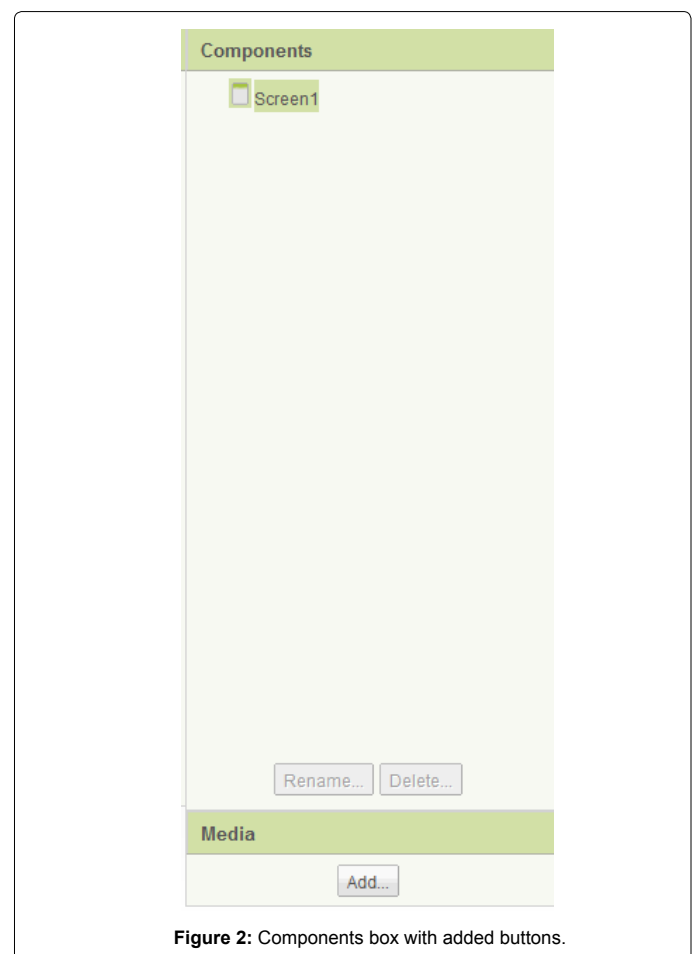 Components
Screen1
Rename... Delete...
Media
Add...
Figure 2: Components box with added buttons.